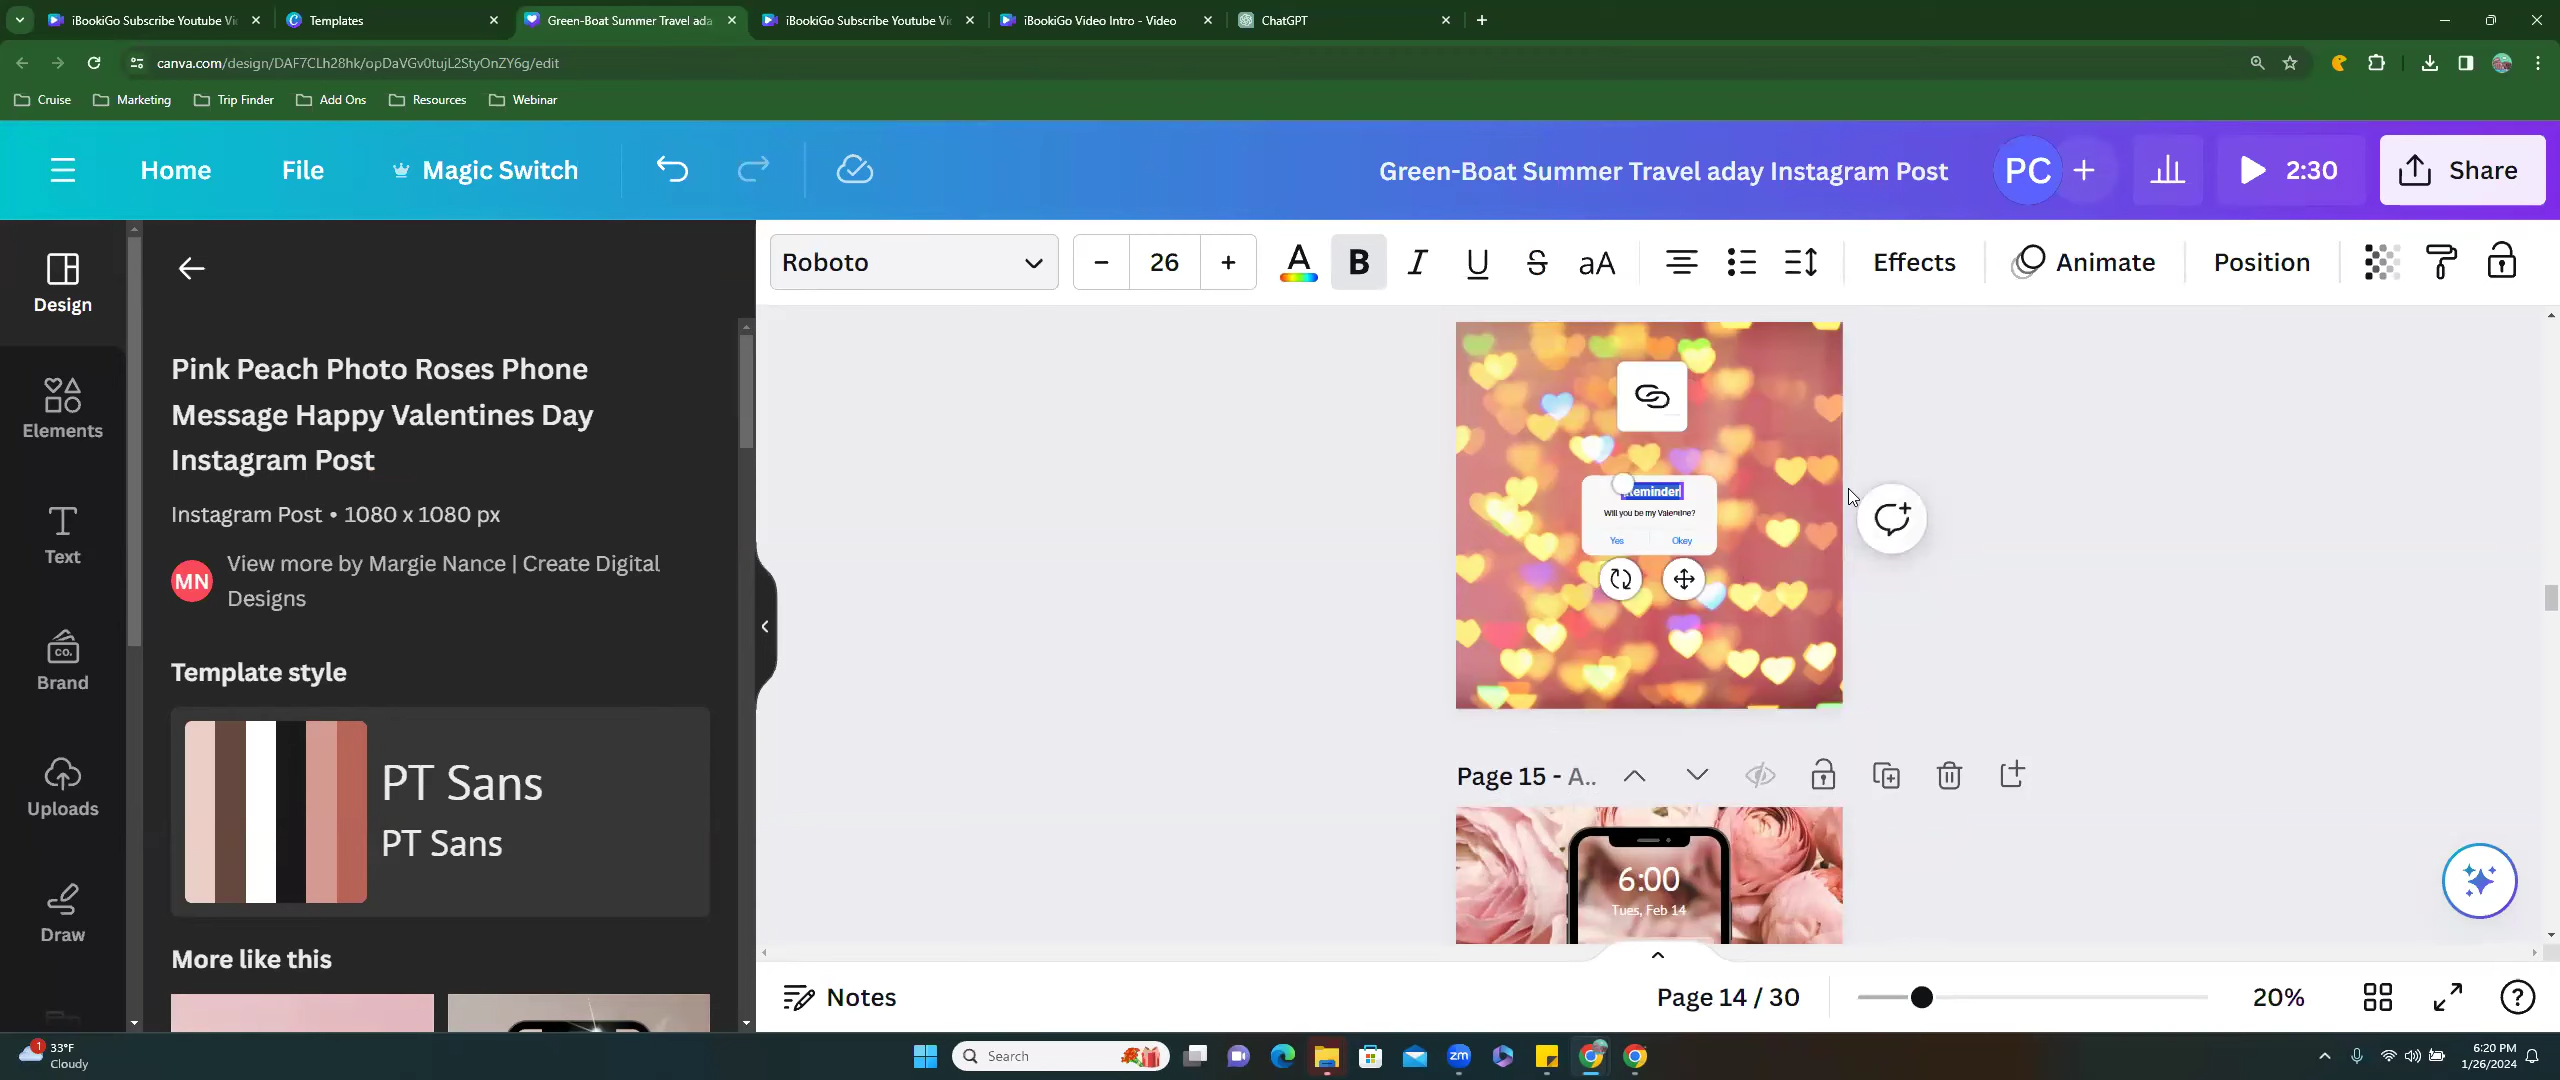 iBookiGo Subscribe Youtube Vi
Templates
Green-Boat Summer Travel ada
iBookiGo Subscribe Youtube Vi
iBookiGo Video Intro - Video
ChatGPT
canva.com/design/DAF7CLh28hk/opDaVGv0tujL2StyOnZY6g/edit
Cruise
Marketing
Trip Finder
Add Ons
Resources
Webinar
Home
File
Magic Switch
Green-Boat Summer Travel aday Instagram Post
PC
2:30
Share
Design
Elements
Text
Brand
Uploads
Draw
Pink Peach Photo Roses Phone
Message Happy Valentines Day
Instagram Post
Instagram Post • 1080 x 1080 px
MN
View more by Margie Nance | Create Digital
Designs
Template style
PT Sans
PT Sans
More like this
Roboto
– 26 +
A B I U S aA
Effects
Animate
Position
Reminder
Will you be my Valentine?
Yes
Okey
Page 15 - A..
6:00
Tues, Feb 14
Notes
Page 14 / 30
20%
1
33°F
Cloudy
Search
zm
6:20 PM
1/26/2024